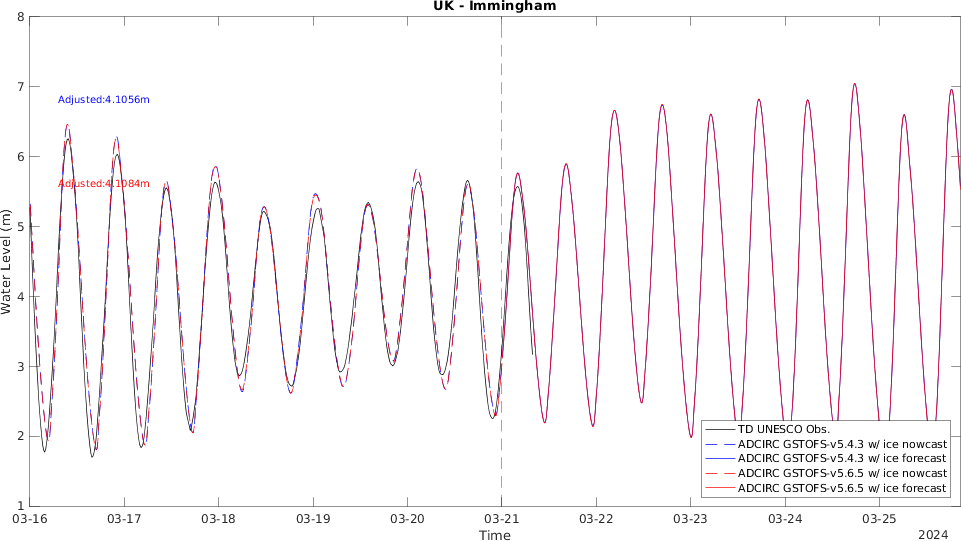 UK - Immingham
8
7
6
5
4
3
2
1
Water Level (m)
Adjusted:4.1056m
Adjusted:4.1084m
TD UNESCO Obs.
ADCIRC GSTOFS-v5.4.3 w/ ice nowcast
ADCIRC GSTOFS-v5.4.3 w/ ice forecast
ADCIRC GSTOFS-v5.6.5 w/ ice nowcast
ADCIRC GSTOFS-v5.6.5 w/ ice forecast
03-16 03-17 03-18 03-19 03-20 03-21 03-22 03-23 03-24 03-25
Time
2024